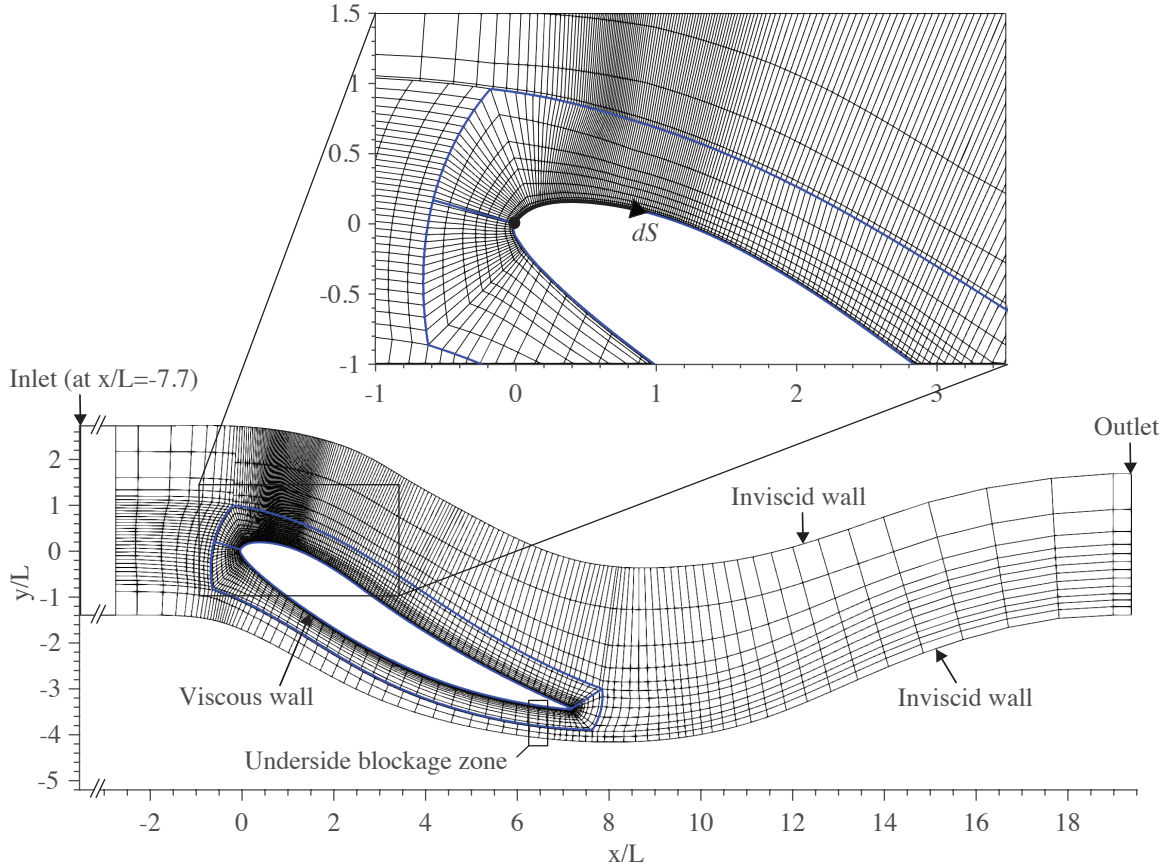 1.5
1
0.5
0
-0.5
-1
-1 0 1 2 3
dS
Inlet (at x/L=-7.7)
Outlet
Inviscid wall
Viscous wall
Inviscid wall
Underside blockage zone
y/L
2
1
0
-1
-2
-3
-4
-5
-2 0 2 4 6 8 10 12 14 16 18
x/L